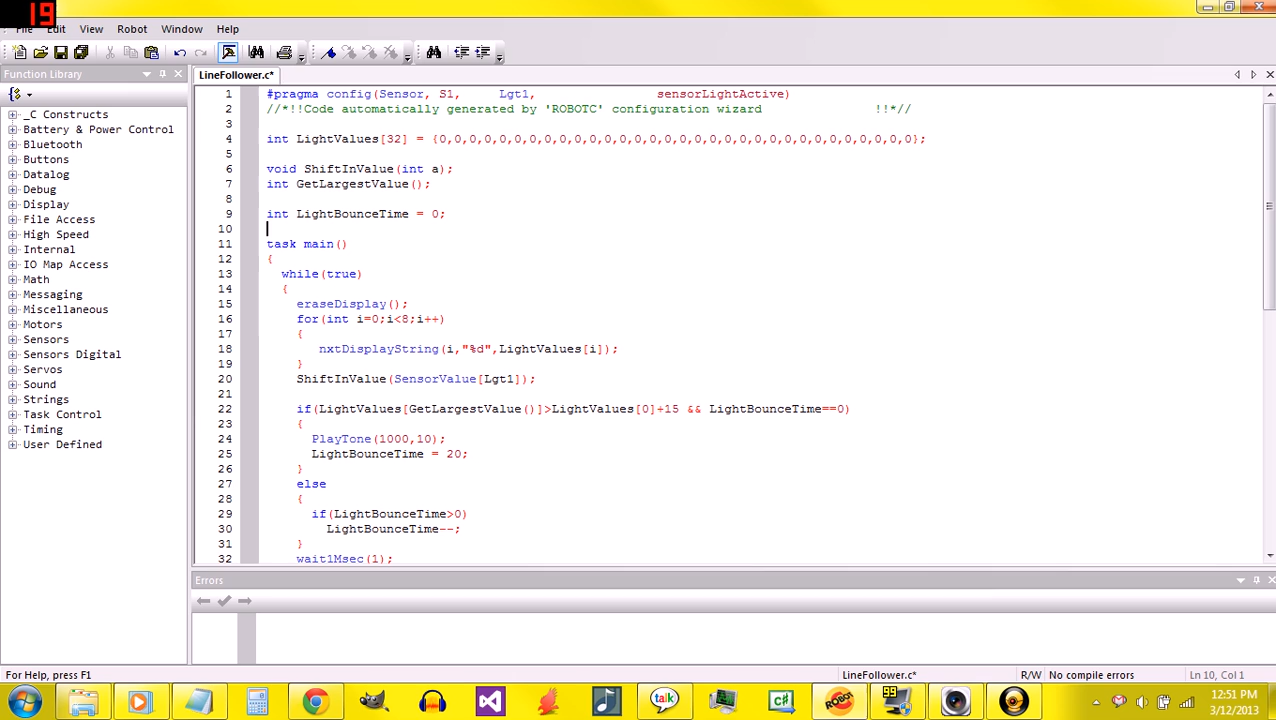 19
File Edit View Robot Window Help
Function Library
LineFollower.c*
_C Constructs
Battery & Power Control
Bluetooth
Buttons
Datalog
Debug
Display
File Access
High Speed
Internal
IO Map Access
Math
Messaging
Miscellaneous
Motors
Sensors
Sensors Digital
Servos
Sound
Strings
Task Control
Timing
User Defined
1 #pragma config(Sensor, S1, Lgt1, sensorLightActive)
2 //*!!Code automatically generated by 'ROBOTC' configuration wizard !!*//
3
4 int LightValues[32] = {0,0,0,0,0,0,0,0,0,0,0,0,0,0,0,0,0,0,0,0,0,0,0,0,0,0,0,0,0,0,0,0};
5
6 void ShiftInValue(int a);
7 int GetLargestValue();
8
9 int LightBounceTime = 0;
10
11 task main()
12 {
13 while(true)
14 {
15 eraseDisplay();
16 for(int i=0;i<8;i++)
17 {
18 nxtDisplayString(i,"%d",LightValues[i]);
19 }
20 ShiftInValue(SensorValue[Lgt1]);
21
22 if(LightValues[GetLargestValue()]>LightValues[0]+15 && LightBounceTime==0)
23 {
24 PlayTone(1000,10);
25 LightBounceTime = 20;
26 }
27 else
28 {
29 if(LightBounceTime>0)
30 LightBounceTime--;
31 }
32 wait1Msec(1);
Errors
For Help, press F1
LineFollower.c* R/W No compile errors Ln 10, Col 1
talk
C#
ROBOT
99
12:51 PM
3/12/2013